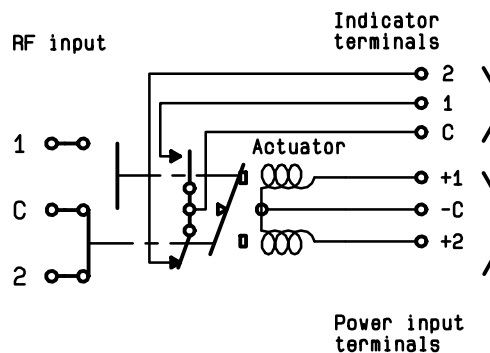 Indicator
terminals
RF input
2
1
C
Actuator
1
+1
C
-C
+2
2
Power input
terminals